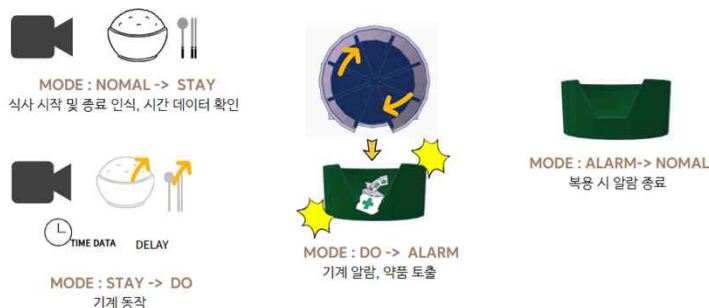 MODE : NOMAL -> STAY
식사 시작 및 종료 인식, 시간 데이터 확인
TIME DATA
DELAY
MODE : STAY -> DO
기계 동작
MODE : DO -> ALARM
기계 알람, 약품 토출
MODE : ALARM-> NOMAL
복용 시 알람 종료